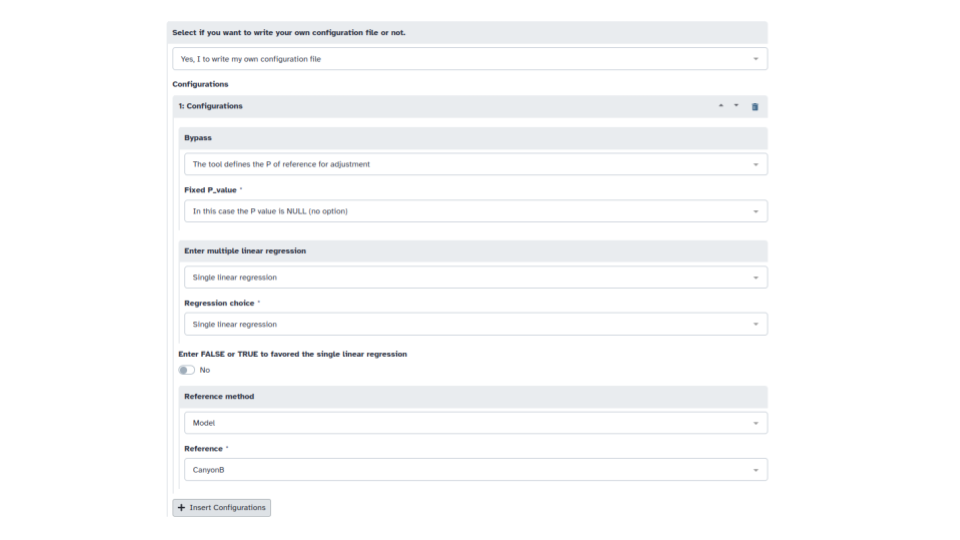 Select if you want to write your own configuration file or not.
Yes, I to write my own configuration file
Configurations
1: Configurations
Bypass
The tool defines the P of reference for adjustment
Fixed P_value *
In this case the P value is NULL (no option)
Enter multiple linear regression
Single linear regression
Regression choice *
Single linear regression
Enter FALSE or TRUE to favored the single linear regression
No
Reference method
Model
Reference *
CanyonB
+ Insert Configurations